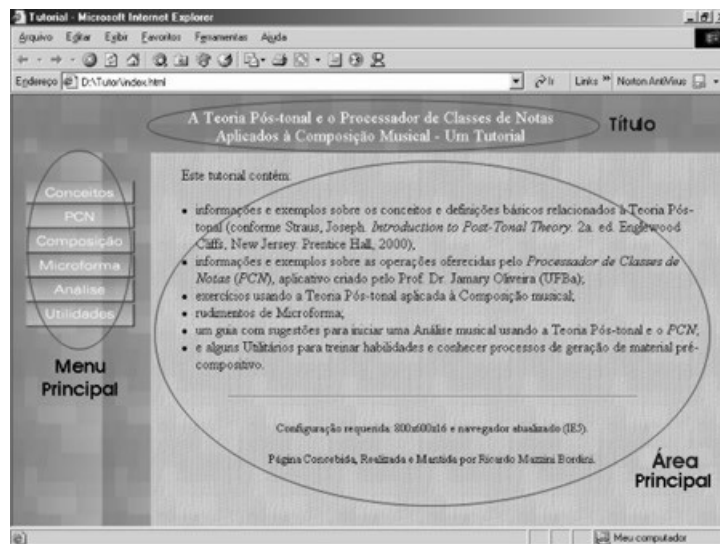 Tutorial - Microsoft Internet Explorer
Arquivo Editar Exibir Favoritos Ferramentas Ajuda
Endereço D:\Tutor\index.html Ir Links » Norton AntiVirus
A Teoria Pós-tonal e o Processador de Classes de Notas
Aplicados à Composição Musical - Um Tutorial
Título
Conceitos
PCN
Composição
Microforma
Análise
Utilidades
Menu
Principal
Este tutorial contém:
• informações e exemplos sobre os conceitos e definições básicos relacionados à Teoria Pós-
tonal (conforme Straus, Joseph. Introduction to Post-Tonal Theory. 2a. ed. Englewood
Cliffs, New Jersey. Prentice Hall, 2000);
• informações e exemplos sobre as operações oferecidas pelo Processador de Classes de
Notas (PCN), aplicativo criado pelo Prof. Dr. Jamary Oliveira (UFBa);
• exercícios usando a Teoria Pós-tonal aplicada à Composição musical;
• rudimentos de Microforma;
• um guia com sugestões para iniciar uma Análise musical usando a Teoria Pós-tonal e o PCN;
• e alguns Utilitários para treinar habilidades e conhecer processos de geração de material pré-
compositivo.
Configuração requerida: 800x600x16 e navegador atualizado (IE5).
Página Concebida, Realizada e Mantida por Ricardo Mazzini Bordini.
Área
Principal
Meu computador